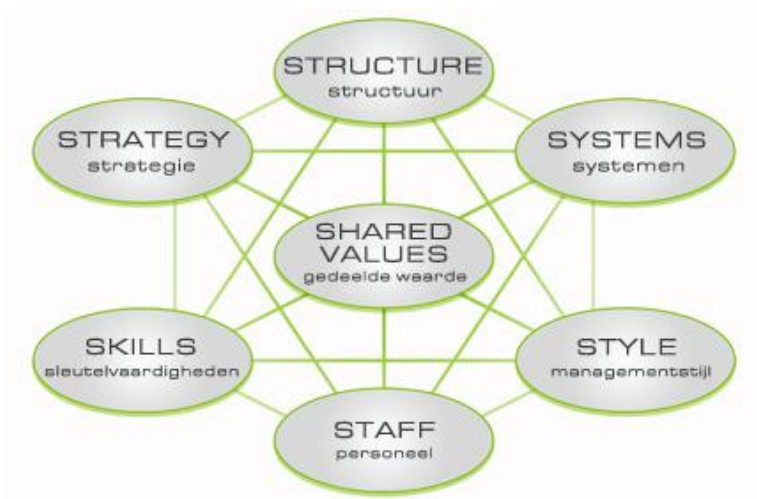 STRUCTURE
structuur
STRATEGY
strategie
SYSTEMS
systemen
SHARED
VALUES
gedeelde waarde
SKILLS
sleutelvaardigheden
STYLE
managementstijl
STAFF
personeel